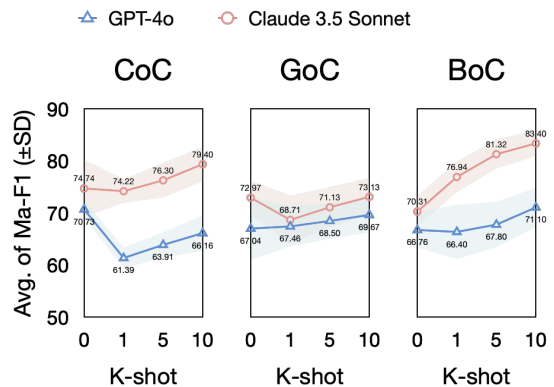 GPT-4o Claude 3.5 Sonnet
CoC GoC BoC
Avg. of Ma-F1 (±SD)
90
80
70
60
50
74.74 74.22 76.30 79.40
70.73 61.39 63.91 66.16
72.97 68.71 71.13 73.13
67.04 67.46 68.50 69.67
70.31 76.94 81.32 83.40
66.76 66.40 67.80 71.10
0 1 5 10 0 1 5 10 0 1 5 10
K-shot K-shot K-shot